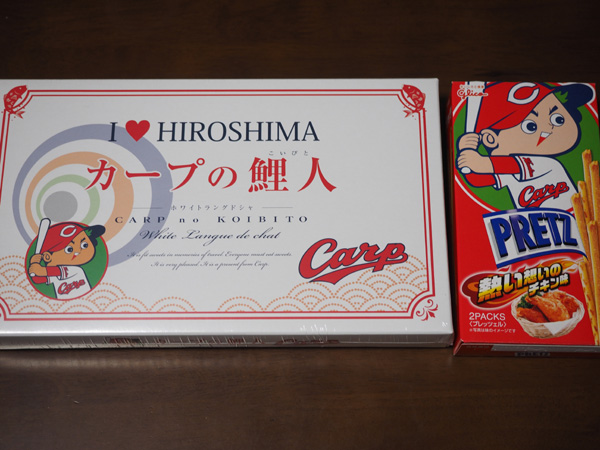 I ♥ HIROSHIMA
こいびと
カープの鯉人
ホワイトラングドシャ
CARP no KOIBITO
White Langue de chat
Carp
C
Glico
C
Carp
PRETZ
熱い想いの
チキン味
2PACKS
〈プレッツェル〉